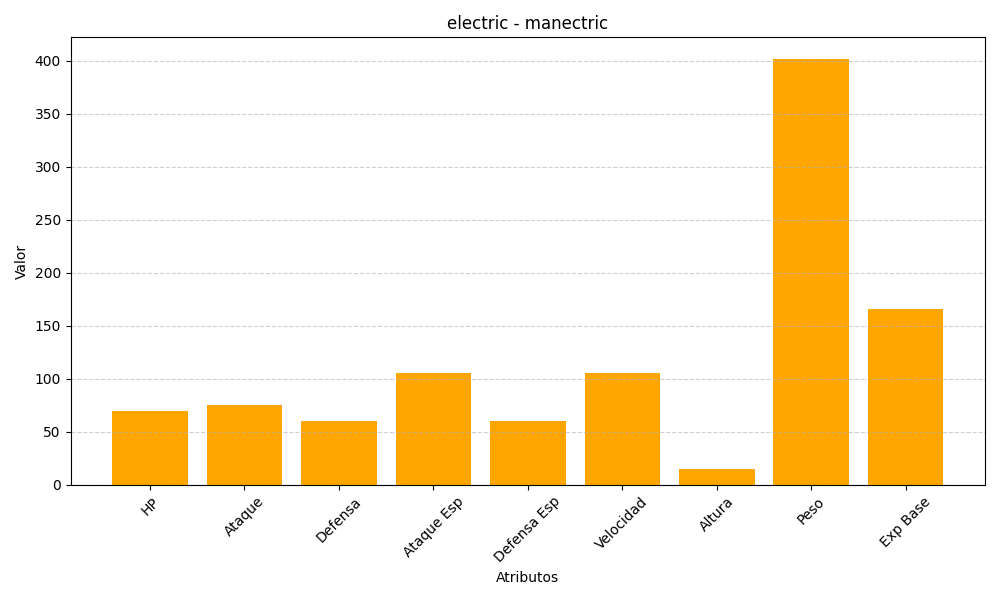 electric - manectric
Valor
400
350
300
250
200
150
100
50
0
HP
Ataque
Defensa
Ataque Esp
Defensa Esp
Velocidad
Altura
Peso
Exp Base
Atributos